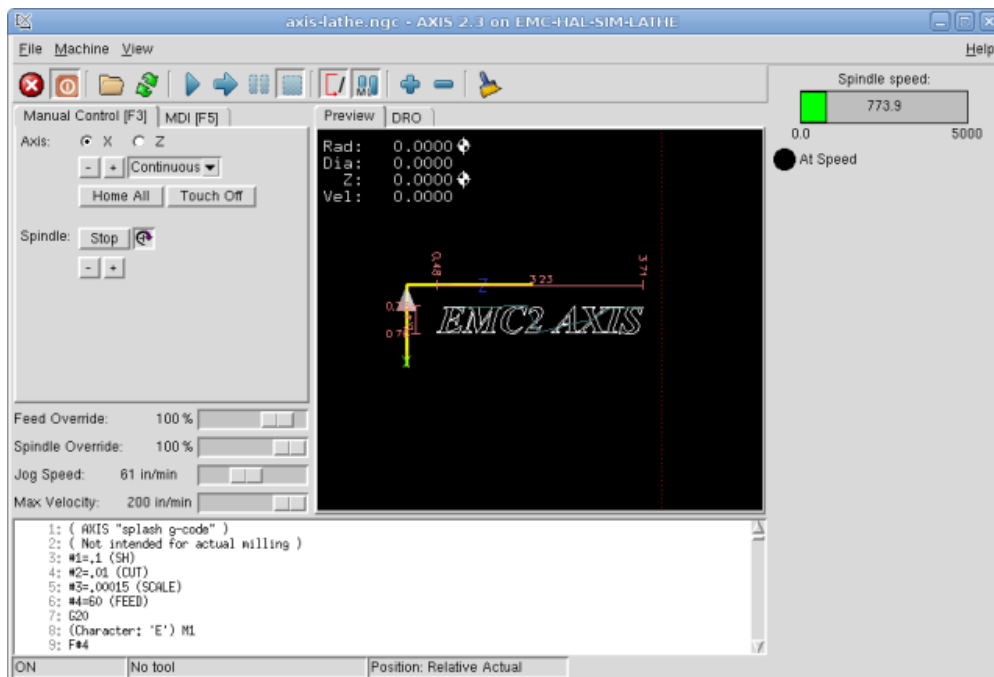 axis-lathe.ngc - AXIS 2.3 on EMC-HAL-SIM-LATHE
File Machine View Help
Manual Control [F3] MDI [F5]
Axis: X Z
- + Continuous
Home All Touch Off
Spindle: Stop
- +
Feed Override: 100 %
Spindle Override: 100 %
Jog Speed: 61 in/min
Max Velocity: 200 in/min
Preview DRO
Rad: 0.0000
Dia: 0.0000
Z: 0.0000
Vel: 0.0000
0.48 3.23 3.71
Z
EMC2 AXIS
0.76
X
Spindle speed:
773.9
0.0 5000
At Speed
1: ( AXIS "splash g-code" )
2: ( Not intended for actual milling )
3: #1=.1 (SH)
4: #2=.01 (CUT)
5: #3=.00015 (SCALE)
6: #4=60 (FEED)
7: G20
8: (Character: 'E') M1
9: F#4
ON No tool Position: Relative Actual